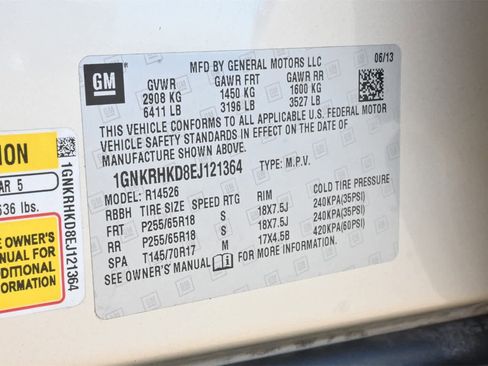 GM
MFD BY GENERAL MOTORS LLC
06/13
GVWR GAWR FRT GAWR RR
2908 KG 1450 KG 1600 KG
6411 LB 3196 LB 3527 LB
THIS VEHICLE CONFORMS TO ALL APPLICABLE U.S. FEDERAL MOTOR
VEHICLE SAFETY STANDARDS IN EFFECT ON THE DATE OF
MANUFACTURE SHOWN ABOVE.
1GNKRHKD8EJ121364 TYPE: M.P.V.
MODEL: R14526
RBBH TIRE SIZE SPEED RTG RIM COLD TIRE PRESSURE
FRT P255/65R18 S 18X7.5J 240KPA(35PSI)
RR P255/65R18 S 18X7.5J 240KPA(35PSI)
SPA T145/70R17 M 17X4.5B 420KPA(60PSI)
SEE OWNER'S MANUAL FOR MORE INFORMATION.
ION
AR 5
636 lbs.
E OWNER'S
ANUAL FOR
DDITIONAL
ORMATION
1GNKRHKD8EJ121364